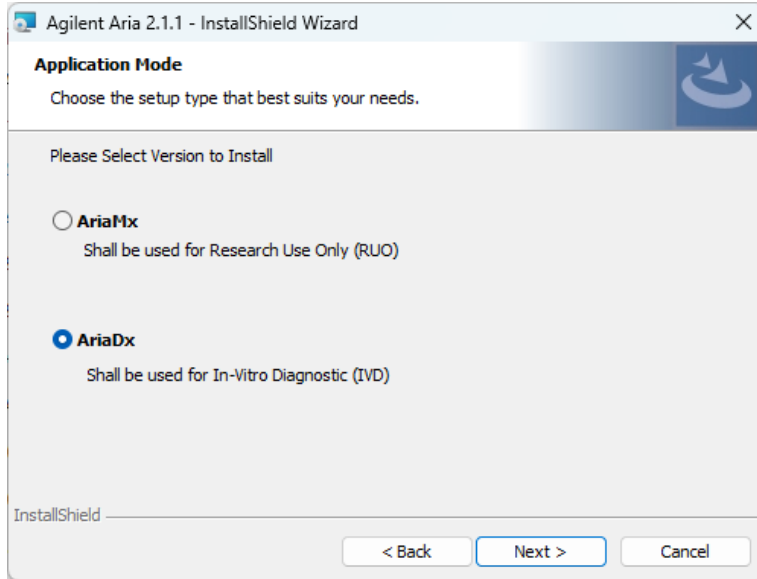 Agilent Aria 2.1.1 - InstallShield Wizard
Application Mode
Choose the setup type that best suits your needs.
Please Select Version to Install
AriaMx
Shall be used for Research Use Only (RUO)
AriaDx
Shall be used for In-Vitro Diagnostic (IVD)
InstallShield
< Back
Next >
Cancel